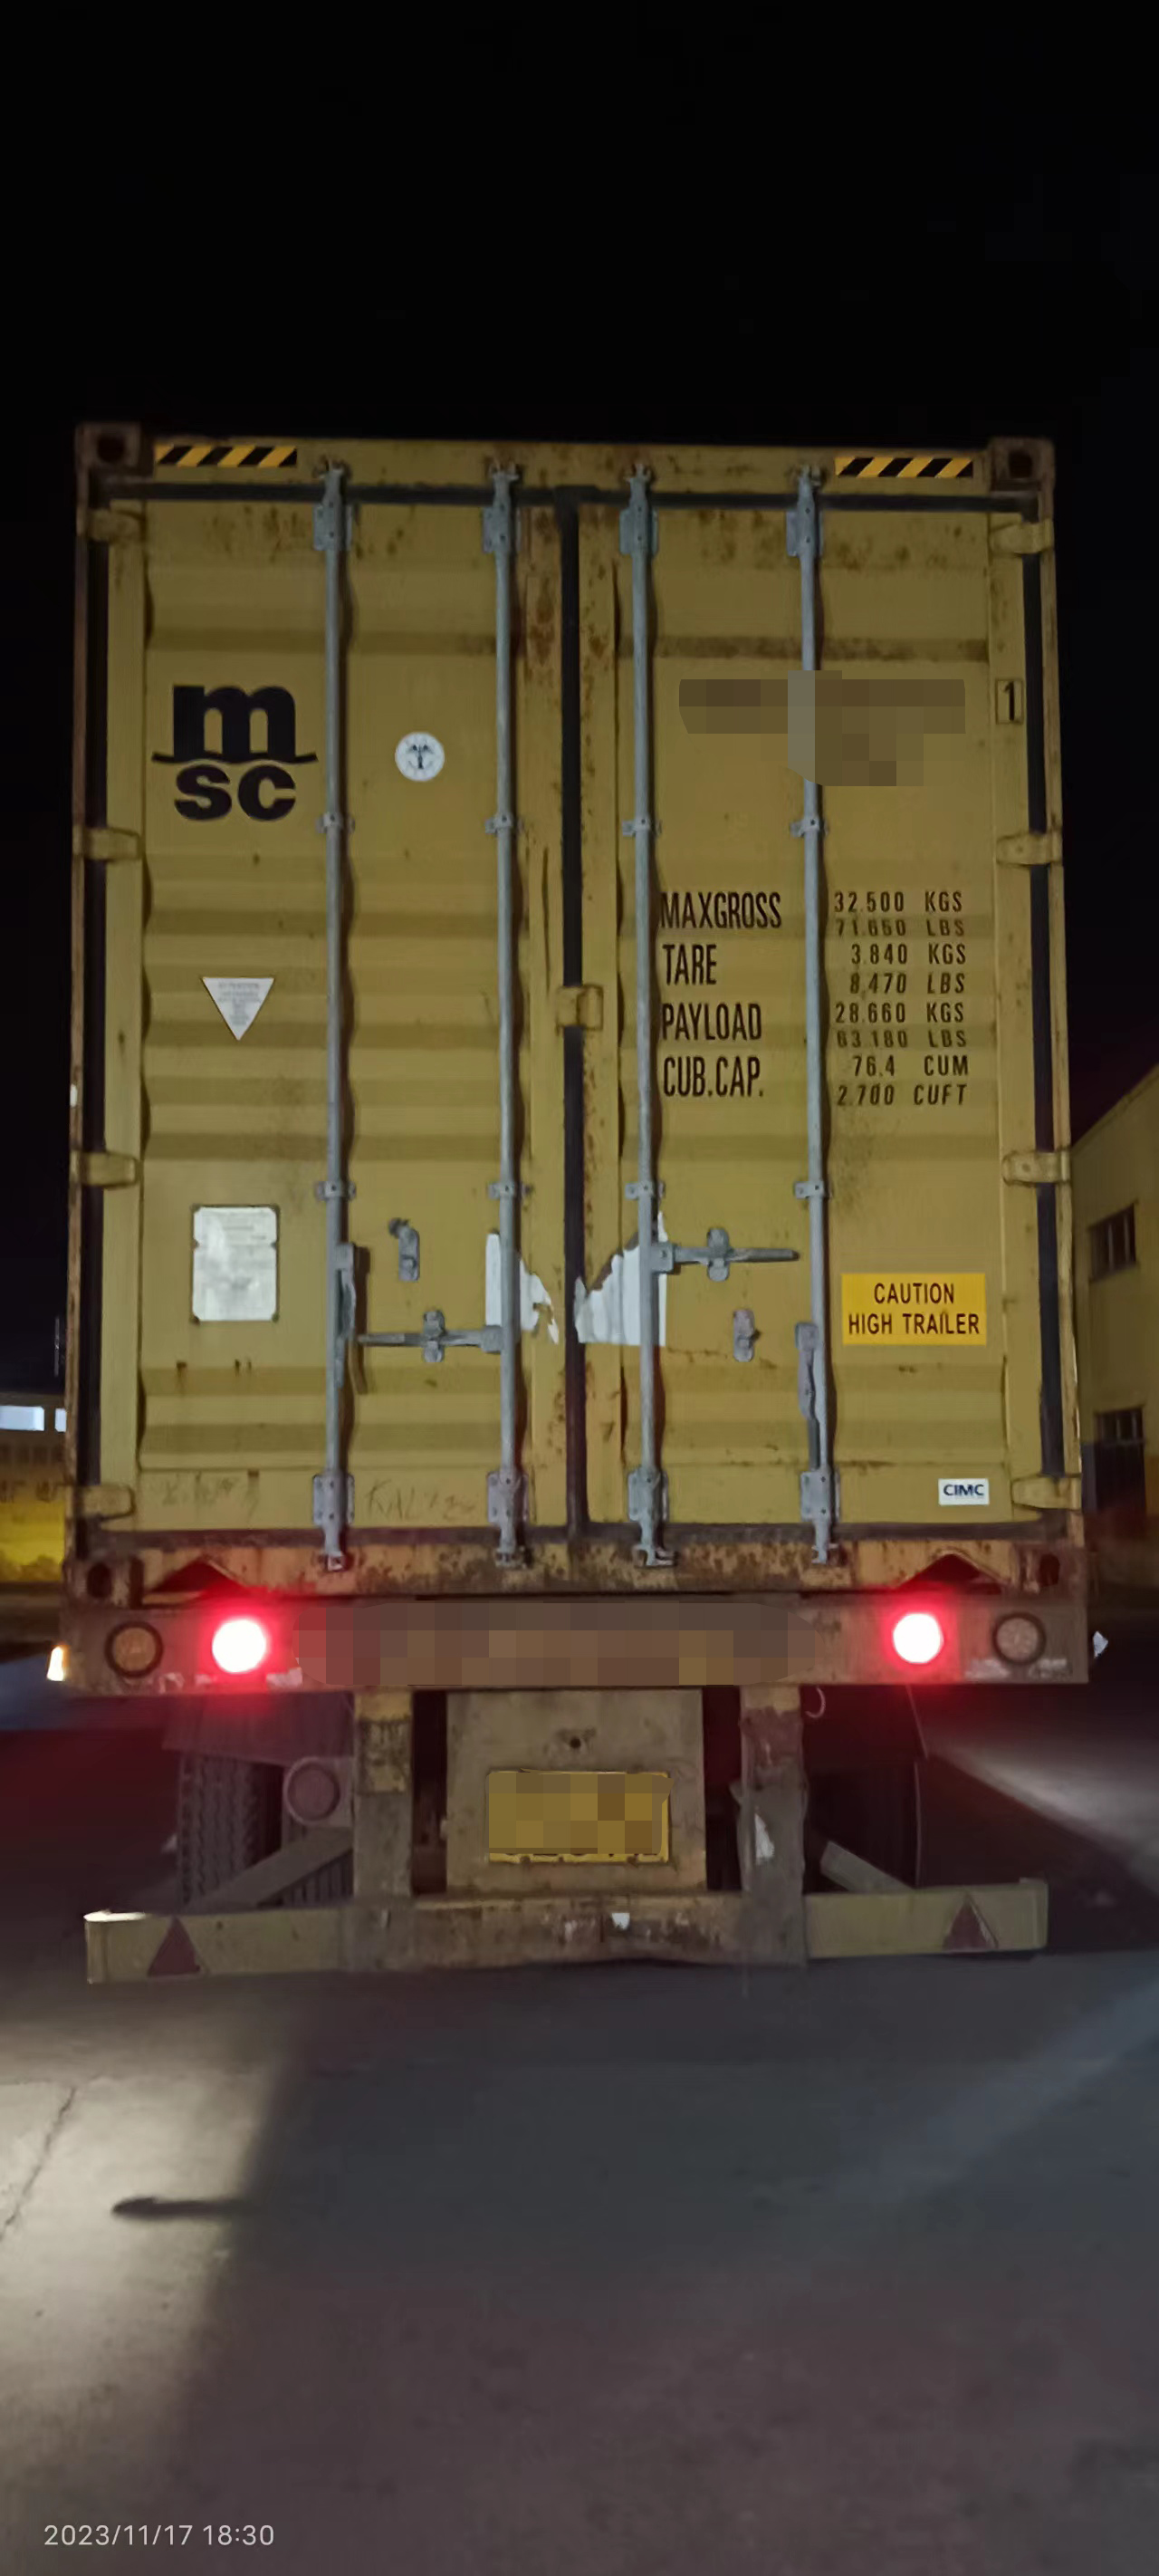 m
sc
1
MAXGROSS 32.500 KGS
71.650 LBS
TARE 3.840 KGS
8.470 LBS
PAYLOAD 28.660 KGS
63.180 LBS
CUB.CAP. 76.4 CUM
2.700 CUFT
CAUTION
HIGH TRAILER
CIMC
2023/11/17 18:30